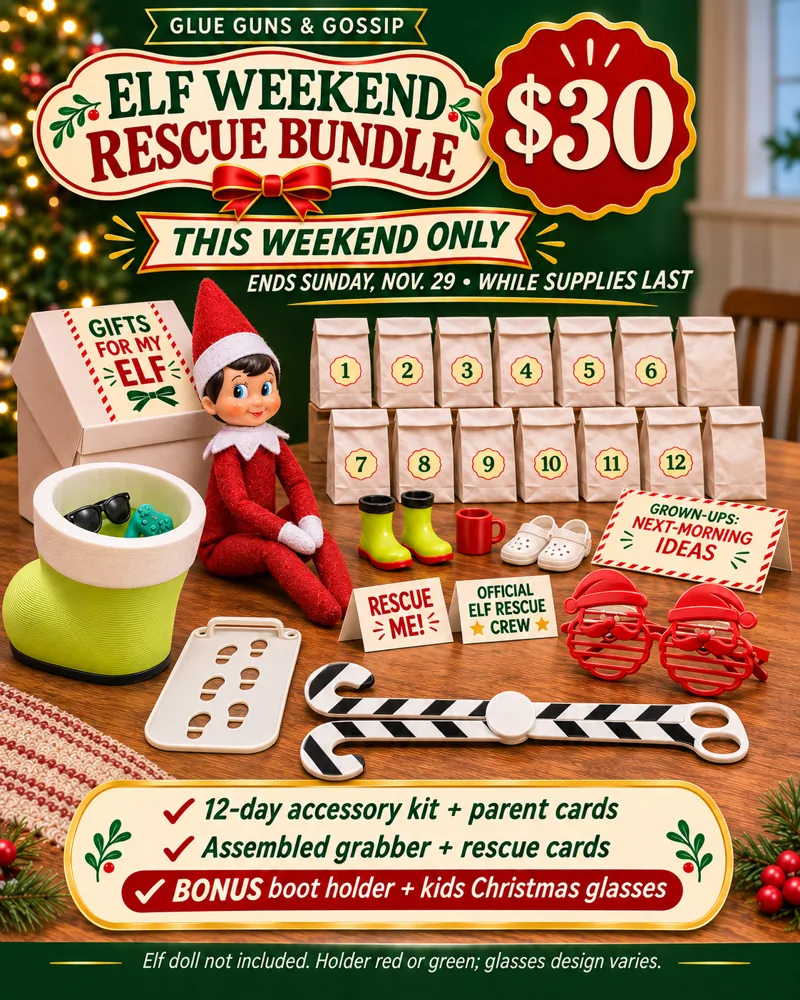 GLUE GUNS & GOSSIP
ELF WEEKEND
RESCUE BUNDLE
$30
THIS WEEKEND ONLY
ENDS SUNDAY, NOV. 29 • WHILE SUPPLIES LAST
GIFTS
FOR MY
ELF
1
2
3
4
5
6
7
8
9
10
11
12
GROWN-UPS:
NEXT-MORNING
IDEAS
RESCUE
ME!
OFFICIAL
ELF RESCUE
CREW
12-day accessory kit + parent cards
Assembled grabber + rescue cards
BONUS boot holder + kids Christmas glasses
Elf doll not included. Holder red or green; glasses design varies.